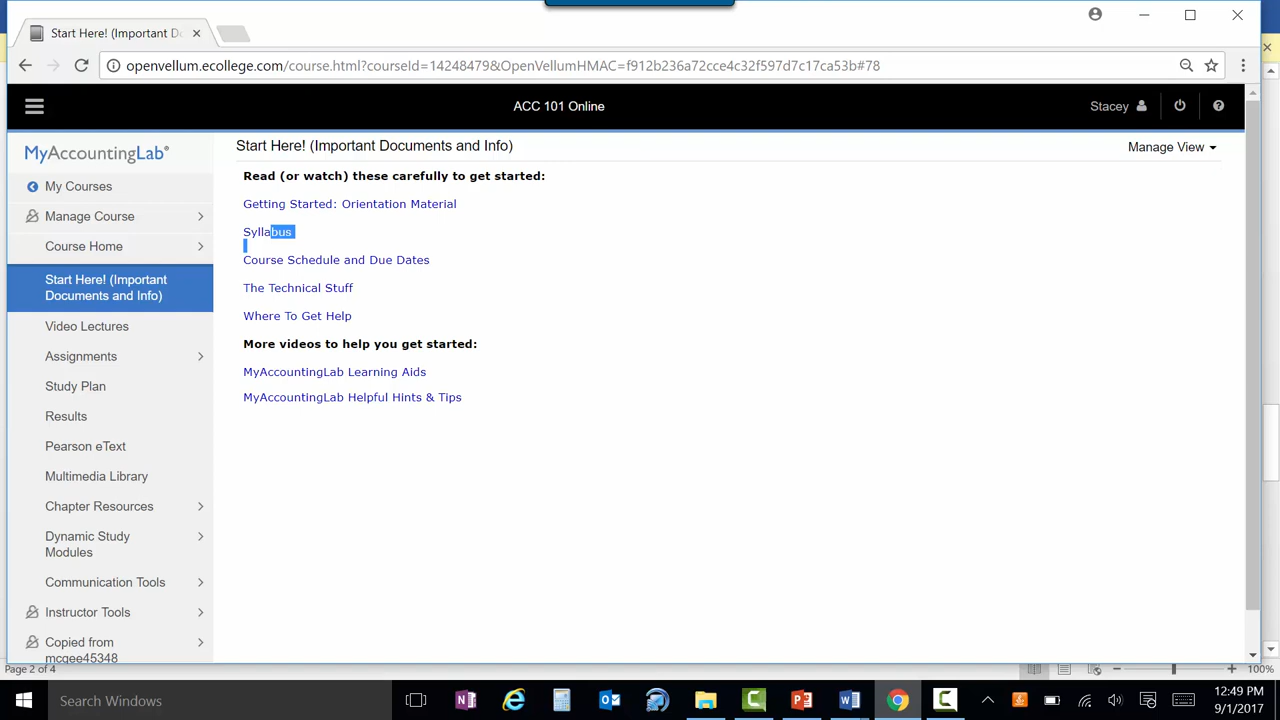 Start Here! (Important D
openvellum.ecollege.com/course.html?courseId=14248479&OpenVellumHMAC=f912b236a72cce4c32f597d7c17ca53b#78
ACC 101 Online
Stacey
MyAccountingLab®
Start Here! (Important Documents and Info)
Manage View
Read (or watch) these carefully to get started:
My Courses
Getting Started: Orientation Material
Manage Course
Syllabus
Course Home
Course Schedule and Due Dates
Start Here! (Important
Documents and Info)
The Technical Stuff
Where To Get Help
Video Lectures
More videos to help you get started:
Assignments
MyAccountingLab Learning Aids
Study Plan
MyAccountingLab Helpful Hints & Tips
Results
Pearson eText
Multimedia Library
Chapter Resources
Dynamic Study
Modules
Communication Tools
Instructor Tools
Copied from
mcgee45348
Page 2 of 4
100%
Search Windows
12:49 PM
9/1/2017